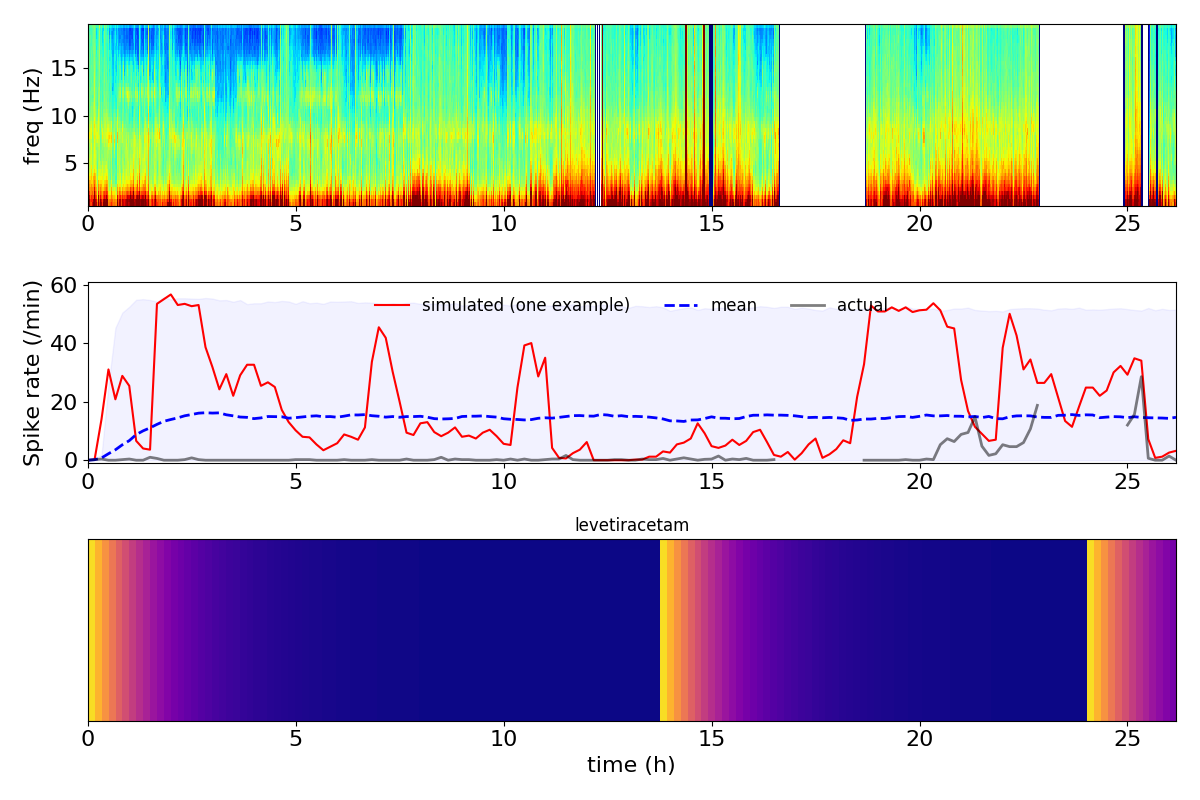 freq (Hz)
15
10
5
0 5 10 15 20 25
Spike rate (/min)
60
40
20
0
simulated (one example) mean actual
0 5 10 15 20 25
levetiracetam
0 5 10 15 20 25
time (h)